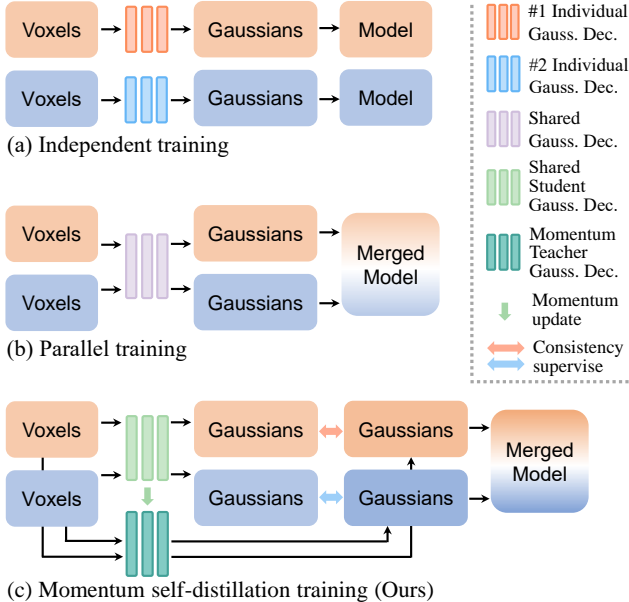 Voxels
Gaussians
Model
Voxels
Gaussians
Model
(a) Independent training
Voxels
Gaussians
Voxels
Gaussians
Merged
Model
(b) Parallel training
Voxels
Gaussians
Gaussians
Voxels
Gaussians
Gaussians
Merged
Model
(c) Momentum self-distillation training (Ours)
#1 Individual
Gauss. Dec.
#2 Individual
Gauss. Dec.
Shared
Gauss. Dec.
Shared
Student
Gauss. Dec.
Momentum
Teacher
Gauss. Dec.
Momentum
update
Consistency
supervise